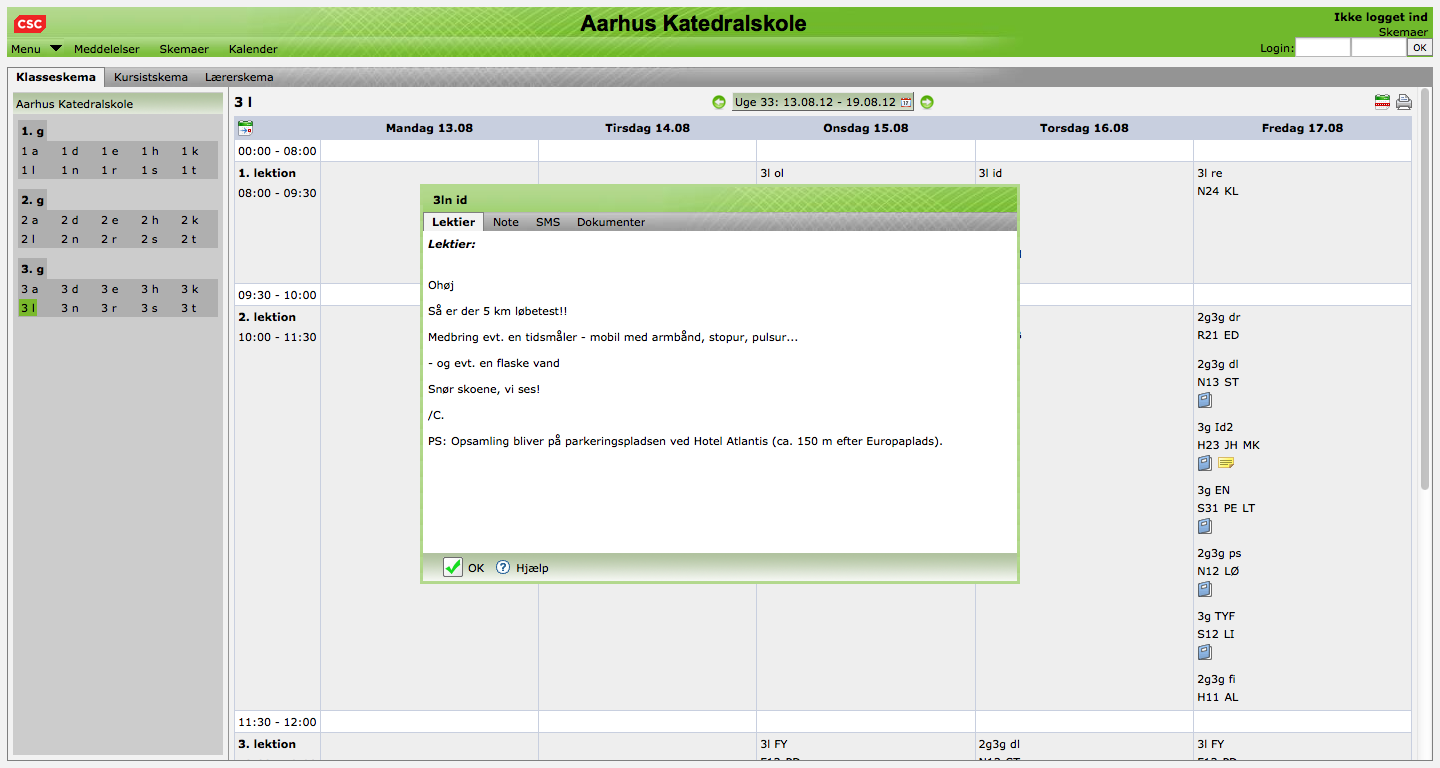 CSC
Aarhus Katedralskole
Ikke logget ind
Skemaer
Menu Meddelelser Skemaer Kalender
Login: OK
Klasseskema Kursistskema Lærerskema
Aarhus Katedralskole
1. g
1 a 1 d 1 e 1 h 1 k
1 l 1 n 1 r 1 s 1 t
2. g
2 a 2 d 2 e 2 h 2 k
2 l 2 n 2 r 2 s 2 t
3. g
3 a 3 d 3 e 3 h 3 k
3 l 3 n 3 r 3 s 3 t
3 l
Uge 33: 13.08.12 - 19.08.12
Mandag 13.08 Tirsdag 14.08 Onsdag 15.08 Torsdag 16.08 Fredag 17.08
00:00 - 08:00
1. lektion
08:00 - 09:30
3l ol
3l id
3l re
N24 KL
3ln id
Lektier Note SMS Dokumenter
Lektier:
Ohøj
Så er der 5 km løbetest!!
Medbring evt. en tidsmåler - mobil med armbånd, stopur, pulsur...
- og evt. en flaske vand
Snør skoene, vi ses!
/C.
PS: Opsamling bliver på parkeringspladsen ved Hotel Atlantis (ca. 150 m efter Europaplads).
OK Hjælp
09:30 - 10:00
2. lektion
10:00 - 11:30
2g3g dr
R21 ED
2g3g dl
N13 ST
3g Id2
H23 JH MK
3g EN
S31 PE LT
2g3g ps
N12 LØ
3g TYF
S12 LI
2g3g fi
H11 AL
11:30 - 12:00
3. lektion
3l FY
2g3g dl
3l FY